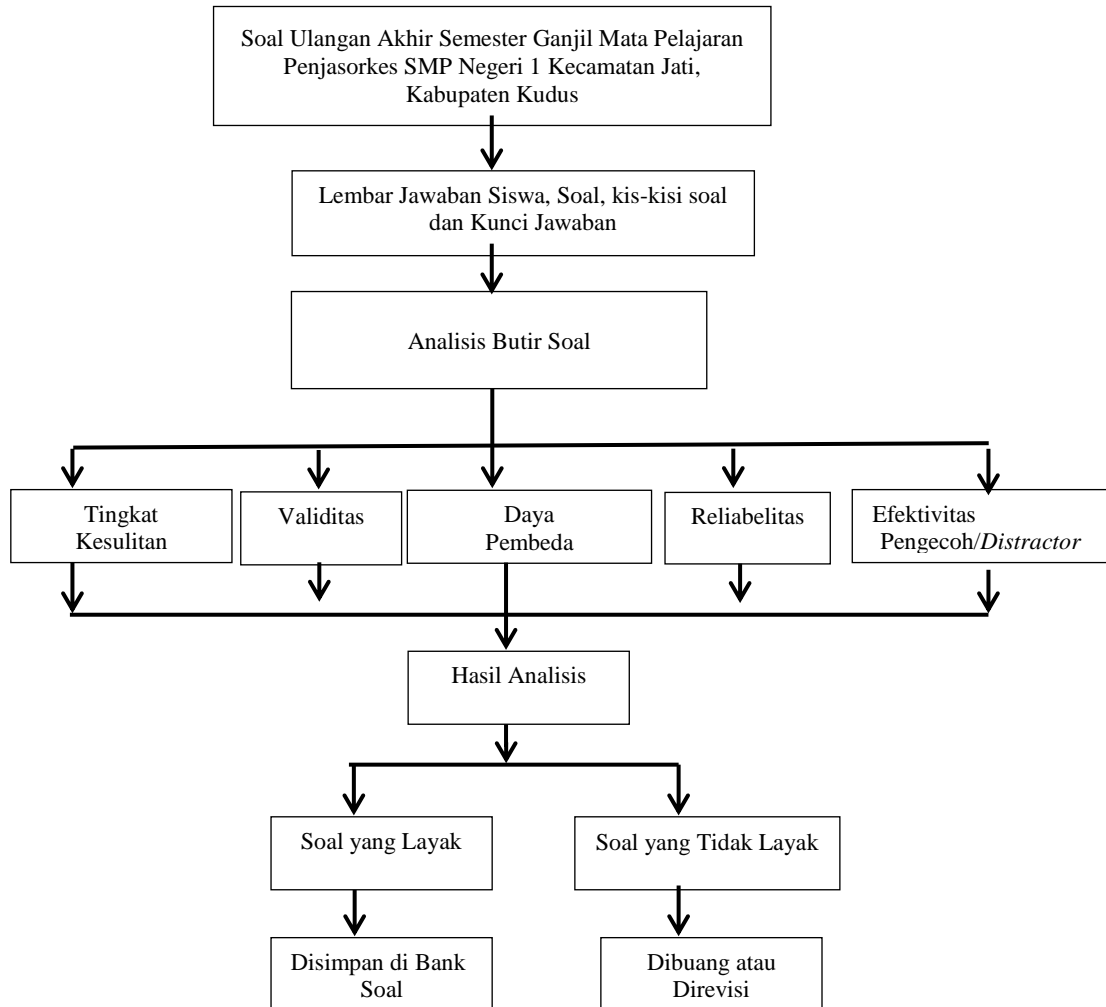 Soal Ulangan Akhir Semester Ganjil Mata Pelajaran
Penjasorkes SMP Negeri 1 Kecamatan Jati,
Kabupaten Kudus
Lembar Jawaban Siswa, Soal, kis-kisi soal
dan Kunci Jawaban
Analisis Butir Soal
Tingkat
Kesulitan
Validitas
Daya
Pembeda
Reliabelitas
Efektivitas
Pengecoh/Distractor
Hasil Analisis
Soal yang Layak
Soal yang Tidak Layak
Disimpan di Bank
Soal
Dibuang atau
Direvisi